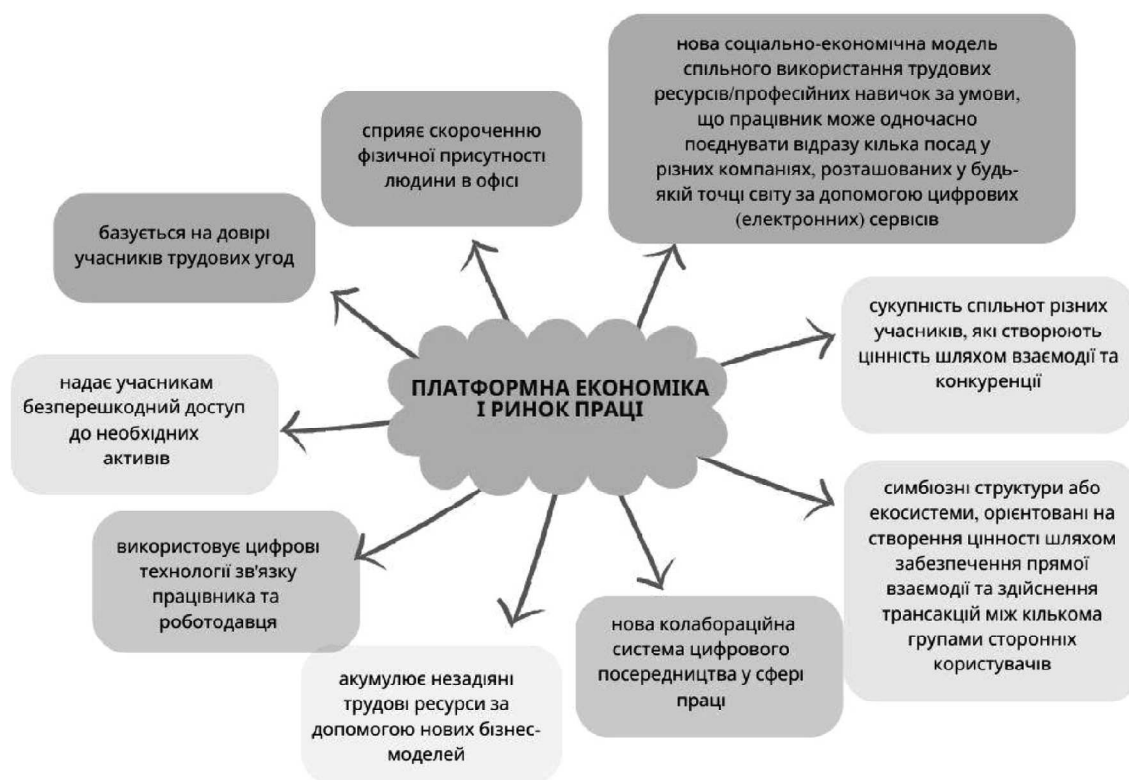 нова соціально-економічна модель
спільного використання трудових
ресурсів/професійних навичок за умови,
що працівник може одночасно
поєднувати відразу кілька посад у
різних компаніях, розташованих у будь-
якій точці світу за допомогою цифрових
(електронних) сервісів
сприяє скороченню
фізичної присутності
людини в офісі
базується на довірі
учасників трудових угод
сукупність спільнот різних
учасників, які створюють
цінність шляхом взаємодії та
конкуренції
ПЛАТФОРМНА ЕКОНОМІКА
І РИНОК ПРАЦІ
надає учасникам
безперешкодний доступ
до необхідних
активів
симбіозні структури або
екосистеми, орієнтовані на
створення цінності шляхом
забезпечення прямої
взаємодії та здійснення
трансакцій між кількома
групами сторонніх
користувачів
використовує цифрові
технології зв'язку
працівника та
роботодавця
нова колабораційна
система цифрового
посередництва у сфері
праці
акумулює незадіяні
трудові ресурси за
допомогою нових бізнес-
моделей